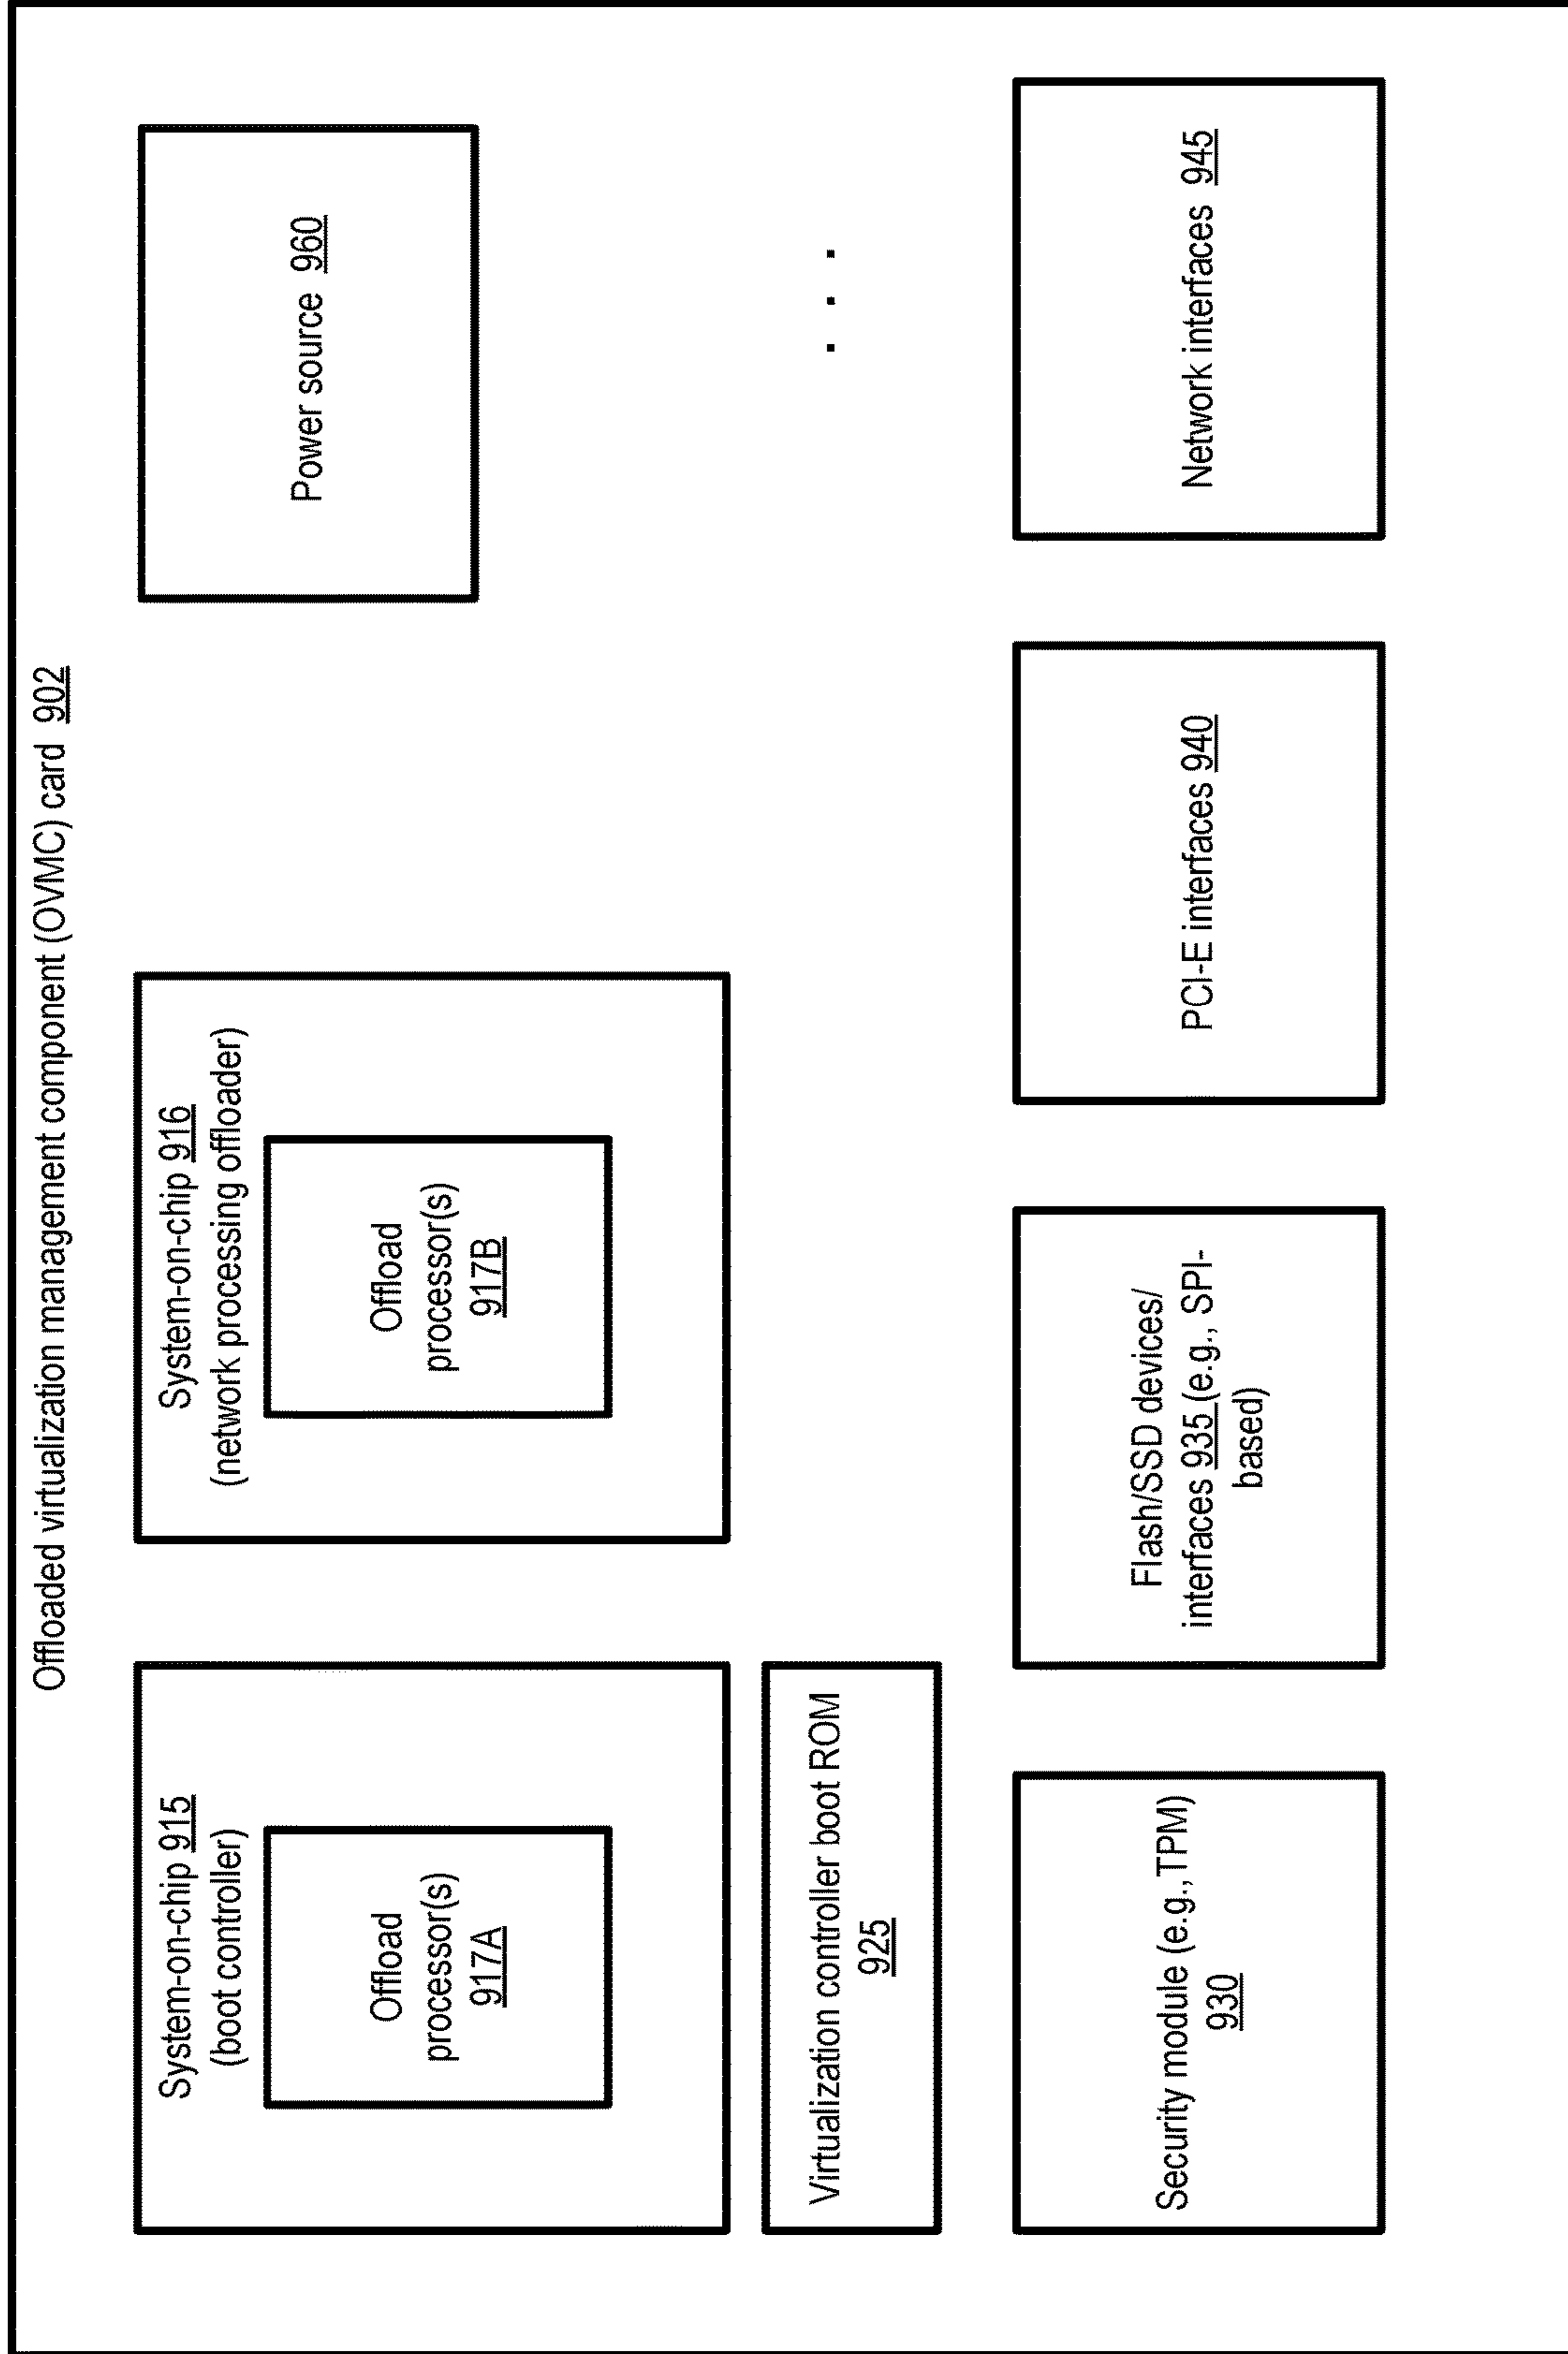 Offloaded virtualization management component (OVMC) card 902
System-on-chip 915
(boot controller)
Offload
processor(s)
917A
System-on-chip 916
(network processing offloader)
Offload
processor(s)
917B
Power source 960
Virtualization controller boot ROM
925
. . .
Security module (e.g.,TPM)
930
Flash/SSD devices/
interfaces 935 (e.g., SPI-
based)
PCI-E interfaces 940
Network interfaces 945